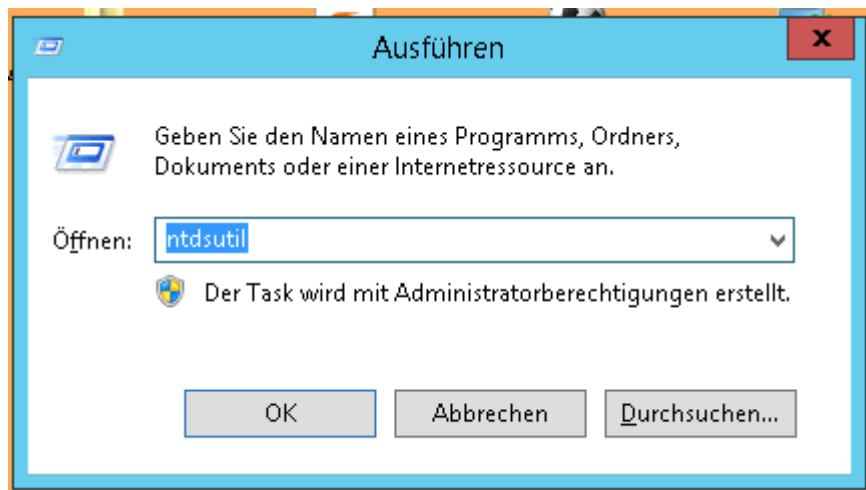 Ausführen
x
Geben Sie den Namen eines Programms, Ordners,
Dokuments oder einer Internetressource an.
Öffnen: ntdsutil
Der Task wird mit Administratorberechtigungen erstellt.
OK Abbrechen Durchsuchen...